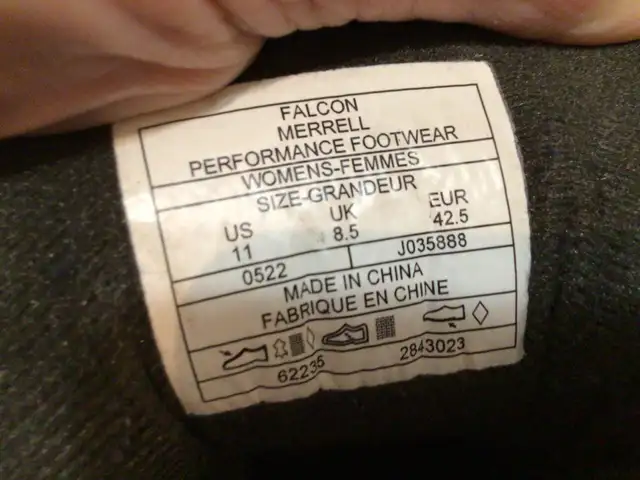 FALCON
MERRELL
PERFORMANCE FOOTWEAR
WOMENS-FEMMES
SIZE-GRANDEUR
US UK EUR
11 8.5 42.5
0522 J035888
MADE IN CHINA
FABRIQUE EN CHINE
62235 2843023